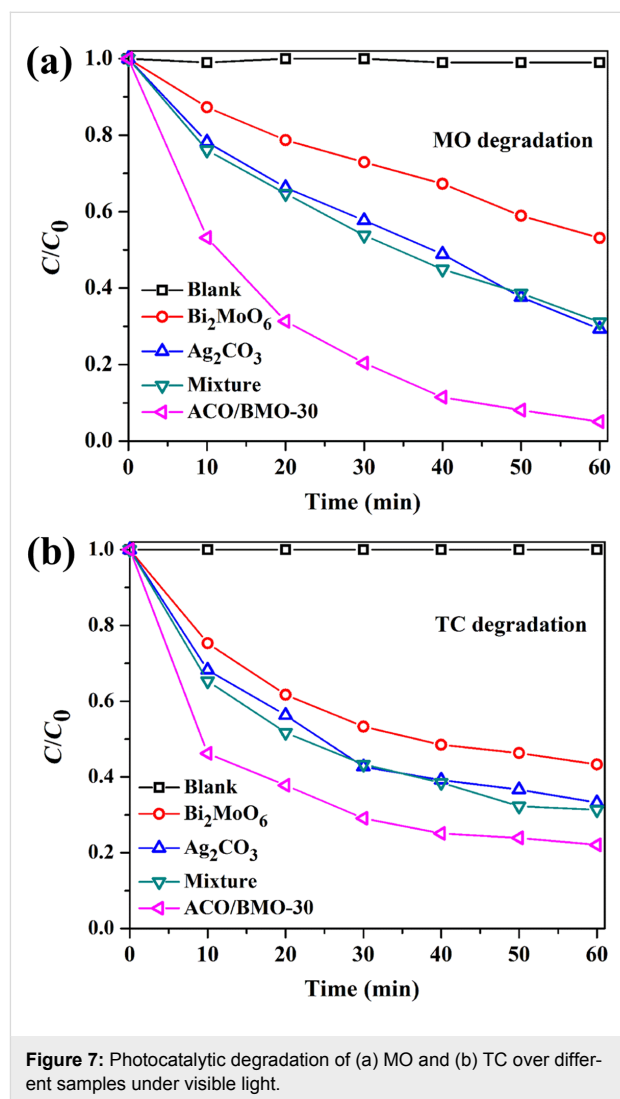 (a)
1.0
0.8
0.6
0.4
0.2
0.0
C/C0
MO degradation
Blank
Bi2MoO6
Ag2CO3
Mixture
ACO/BMO-30
0 10 20 30 40 50 60
Time (min)
(b)
1.0
0.8
0.6
0.4
0.2
0.0
C/C0
TC degradation
Blank
Bi2MoO6
Ag2CO3
Mixture
ACO/BMO-30
0 10 20 30 40 50 60
Time (min)
Figure 7: Photocatalytic degradation of (a) MO and (b) TC over differ-
ent samples under visible light.